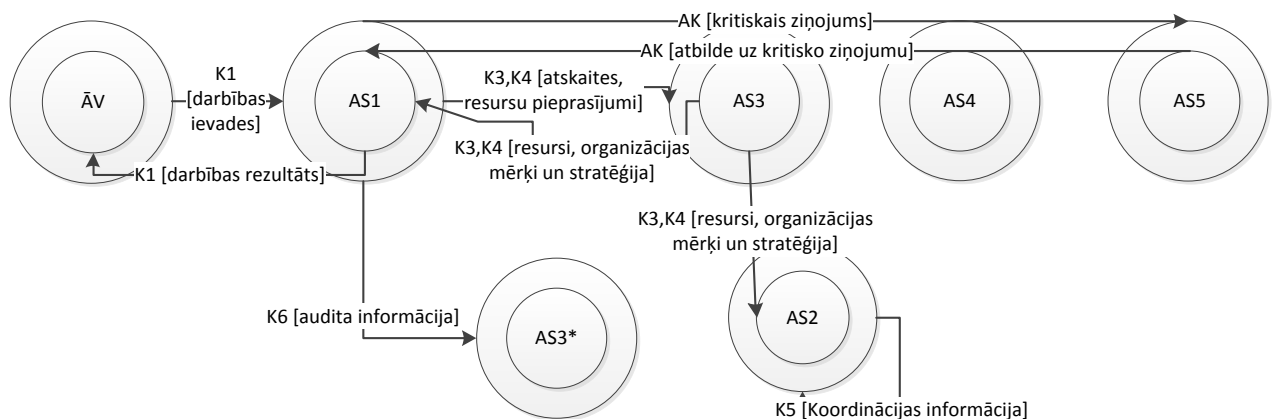 AK [kritiskais ziņojums]
AK [atbilde uz kritisko ziņojumu]
K1
[darbības
ievades]
K3,K4 [atskaites,
resursu pieprasījumi]
ĀV
AS1
AS3
AS4
AS5
K3,K4 [resursi, organizācijas
mērķi un stratēģija]
K1 [darbības rezultāts]
K3,K4 [resursi, organizācijas
mērķi un stratēģija]
K6 [audita informācija]
AS3*
AS2
K5 [Koordinācijas informācija]